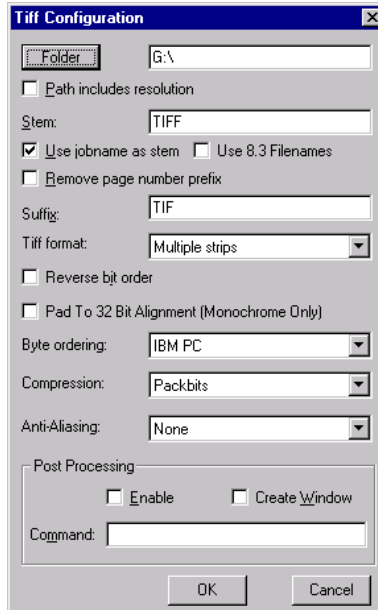 Tiff Configuration
Folder G:\
Path includes resolution
Stem: TIFF
Use jobname as stem Use 8.3 Filenames
Remove page number prefix
Suffix: TIF
Tiff format: Multiple strips
Reverse bit order
Pad To 32 Bit Alignment (Monochrome Only)
Byte ordering: IBM PC
Compression: Packbits
Anti-Aliasing: None
Post Processing
Enable Create Window
Command:
OK Cancel